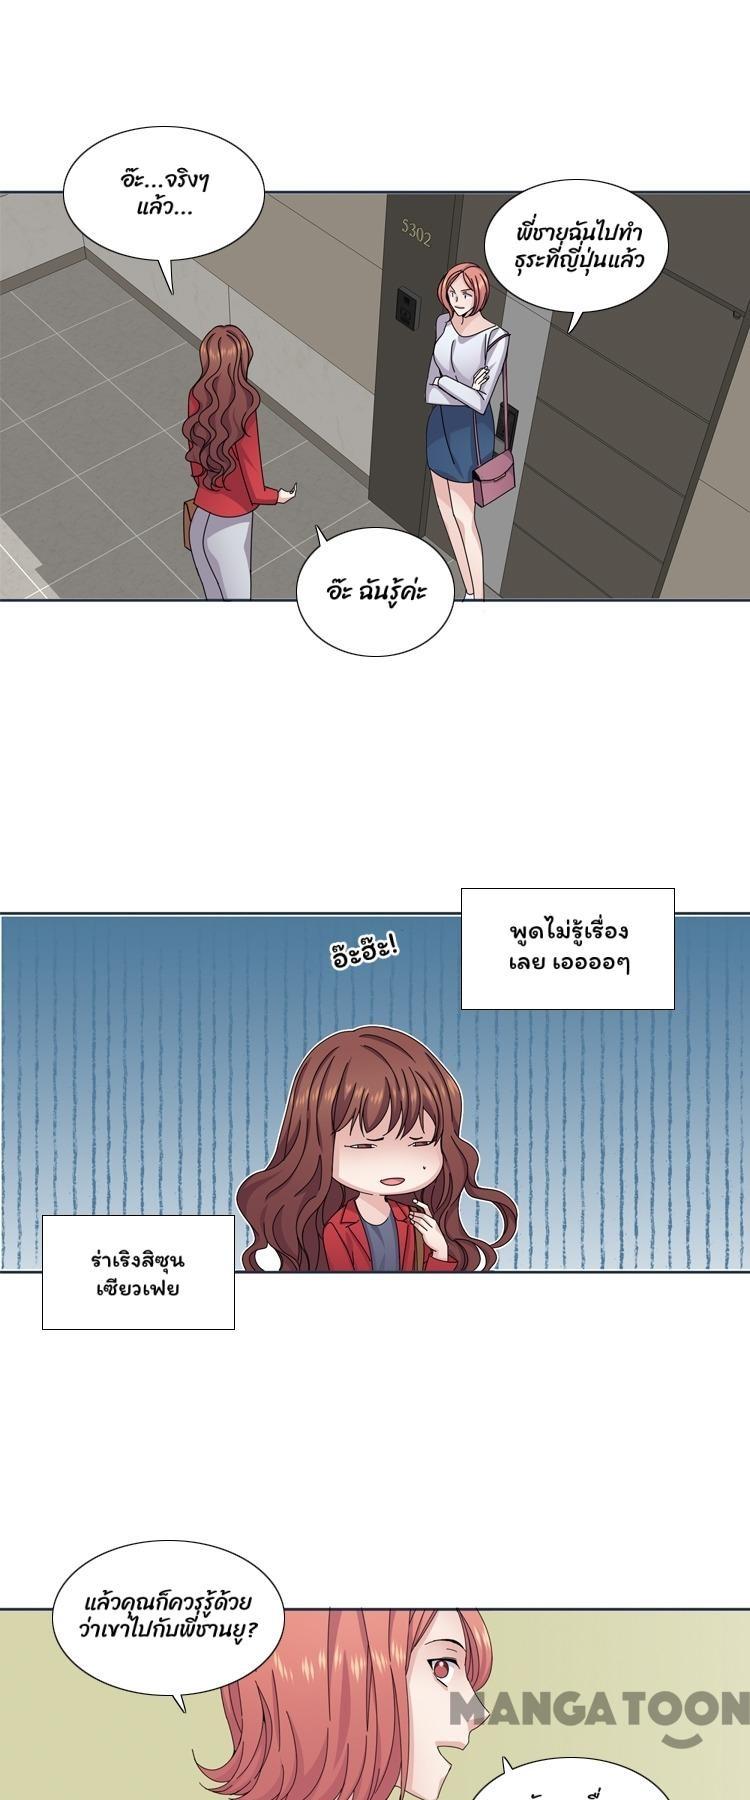 อ๊ะ...จริงๆ
แล้ว...
5302
พี่ชายฉันไปทำ
ธุระที่ญี่ปุ่นแล้ว
อ๊ะ ฉันรู้ค่ะ
พูดไม่รู้เรื่อง
เลย เออออๆ
อ๊ะฮ๊ะ!
ร่าเริงสิซุน
เซียวเฟย
แล้วคุณก็ควรรู้ด้วย
ว่าเขาไปกับพี่ชานยู?
MANGATOON